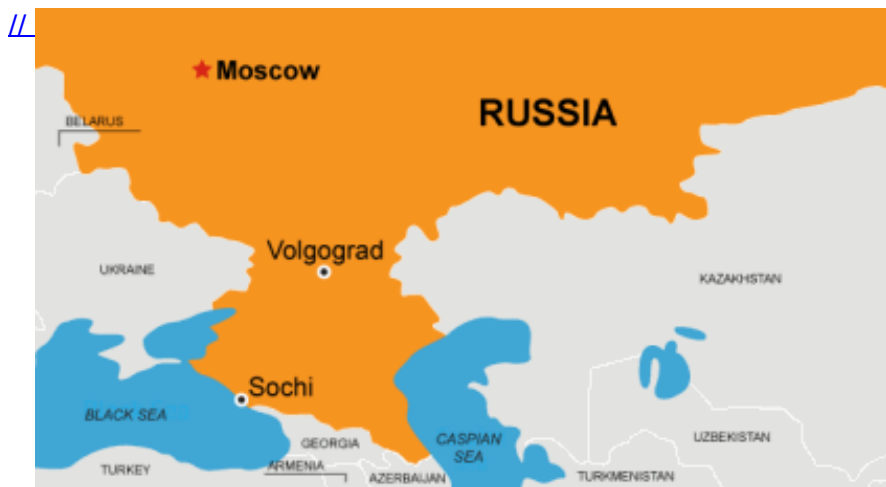 //
Moscow
RUSSIA
BELARUS
Volgograd
UKRAINE
KAZAKHSTAN
Sochi
BLACK SEA
GEORGIA
CASPIAN
SEA
UZBEKISTAN
TURKEY
ARMENIA
AZERBAIJAN
TURKMENISTAN